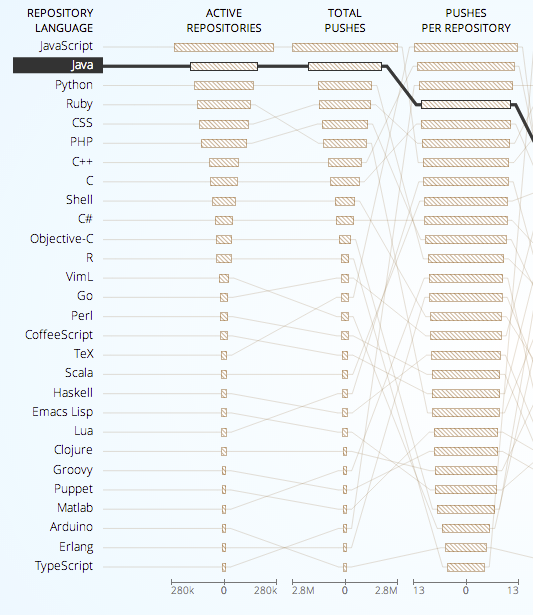 REPOSITORY LANGUAGE
ACTIVE REPOSITORIES
TOTAL PUSHES
PUSHES PER REPOSITORY
JavaScript
Java
Python
Ruby
CSS
PHP
C++
C
Shell
C#
Objective-C
R
VimL
Go
Perl
CoffeeScript
TeX
Scala
Haskell
Emacs Lisp
Lua
Clojure
Groovy
Puppet
Matlab
Arduino
Erlang
TypeScript
280k 0 280k 2.8M 0 2.8M 13 0 13